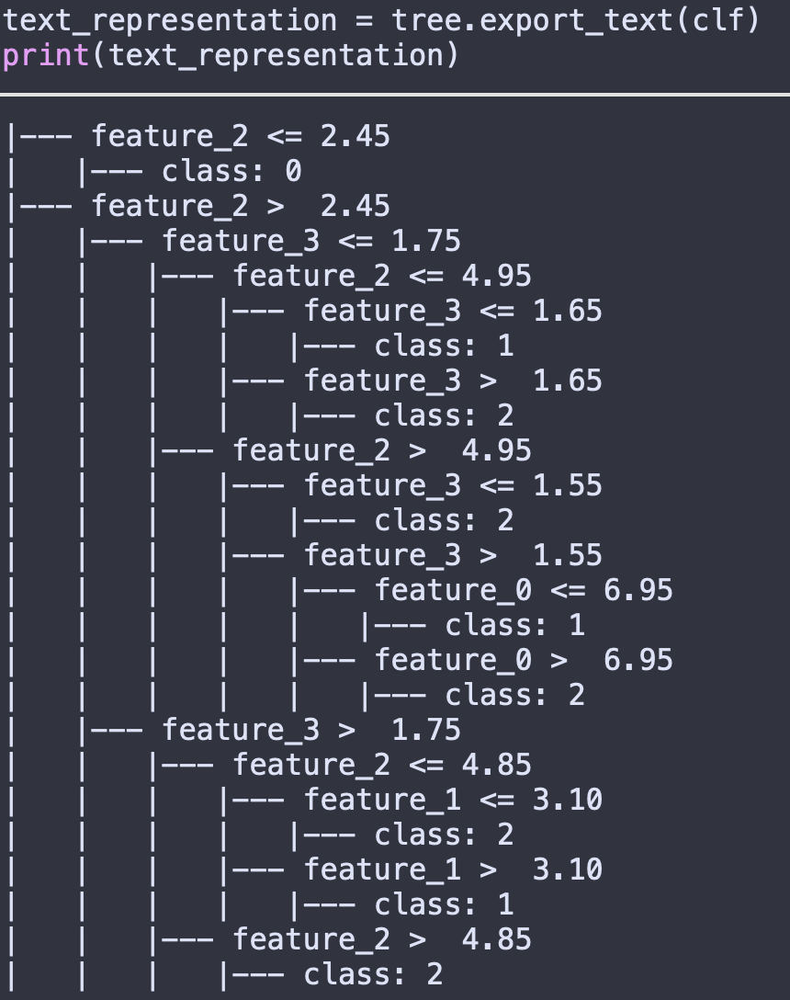 text_representation = tree.export_text(clf)
print(text_representation)
|--- feature_2 <= 2.45
|   |--- class: 0
|--- feature_2 >  2.45
|   |--- feature_3 <= 1.75
|   |   |--- feature_2 <= 4.95
|   |   |   |--- feature_3 <= 1.65
|   |   |   |   |--- class: 1
|   |   |   |--- feature_3 >  1.65
|   |   |   |   |--- class: 2
|   |   |--- feature_2 >  4.95
|   |   |   |--- feature_3 <= 1.55
|   |   |   |   |--- class: 2
|   |   |   |--- feature_3 >  1.55
|   |   |   |   |--- feature_0 <= 6.95
|   |   |   |   |   |--- class: 1
|   |   |   |   |--- feature_0 >  6.95
|   |   |   |   |   |--- class: 2
|   |--- feature_3 >  1.75
|   |   |--- feature_2 <= 4.85
|   |   |   |--- feature_1 <= 3.10
|   |   |   |   |--- class: 2
|   |   |   |--- feature_1 >  3.10
|   |   |   |   |--- class: 1
|   |   |--- feature_2 >  4.85
|   |   |   |--- class: 2